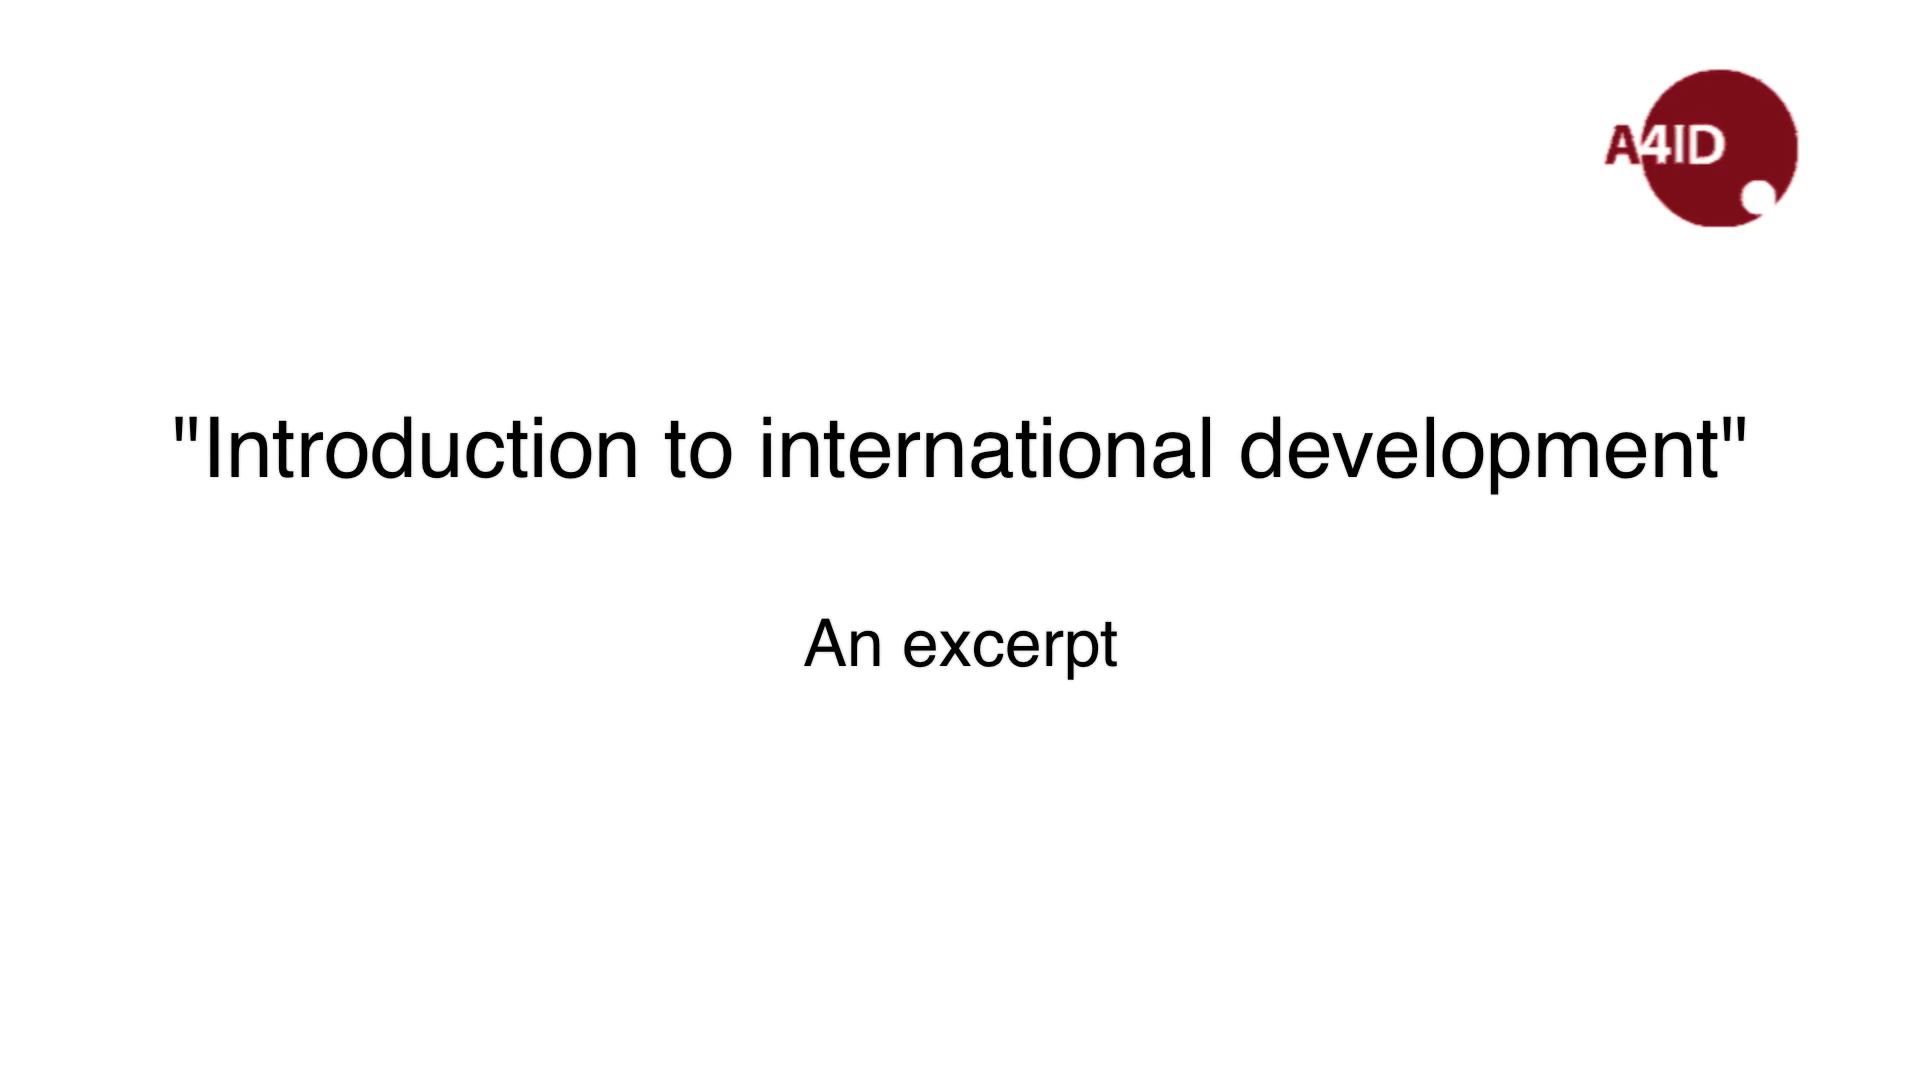 A4ID
"Introduction to international development"
An excerpt